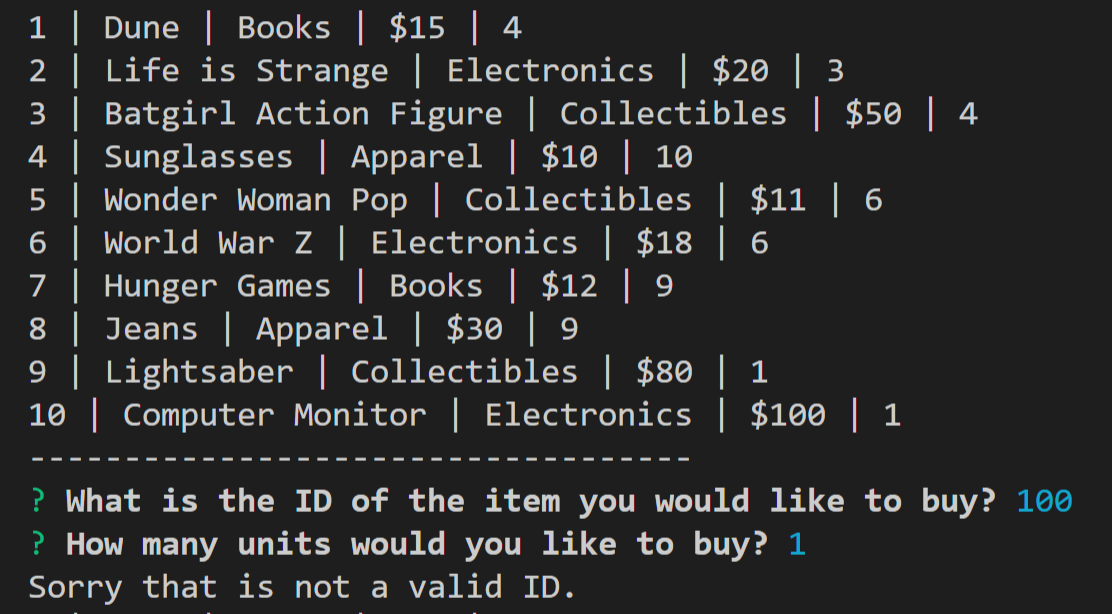 1 | Dune | Books | $15 | 4
2 | Life is Strange | Electronics | $20 | 3
3 | Batgirl Action Figure | Collectibles | $50 | 4
4 | Sunglasses | Apparel | $10 | 10
5 | Wonder Woman Pop | Collectibles | $11 | 6
6 | World War Z | Electronics | $18 | 6
7 | Hunger Games | Books | $12 | 9
8 | Jeans | Apparel | $30 | 9
9 | Lightsaber | Collectibles | $80 | 1
10 | Computer Monitor | Electronics | $100 | 1
-----------------------------------
? What is the ID of the item you would like to buy? 100
? How many units would you like to buy? 1
Sorry that is not a valid ID.